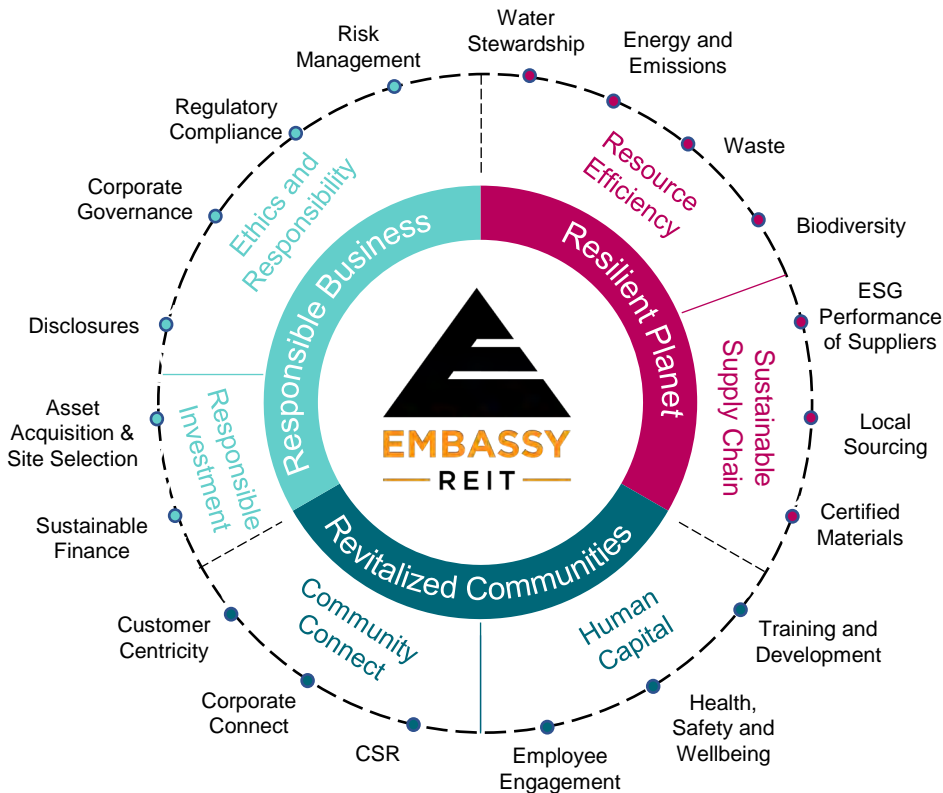 Water
Stewardship
Energy and
Emissions
Waste
Biodiversity
Resource
Efficiency
Resilient Planet
ESG
Performance
of Suppliers
Local
Sourcing
Certified
Materials
Sustainable
Supply Chain
Training and
Development
Health,
Safety and
Wellbeing
Employee
Engagement
Human
Capital
Revitalized Communities
Community
Connect
CSR
Corporate
Connect
Customer
Centricity
Sustainable
Finance
Asset
Acquisition &
Site Selection
Responsible
Investment
Responsible Business
Disclosures
Corporate
Governance
Regulatory
Compliance
Risk
Management
Ethics and
Responsibility
EMBASSY
REIT